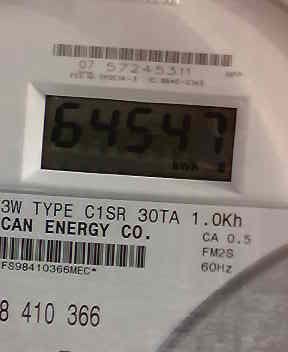 07 57245311
64547
kWh
3W TYPE C1SR 30TA 1.0Kh
CAN ENERGY CO.
CA 0.5
FM2S
60Hz
*FS98410366MEC*
8 410 366